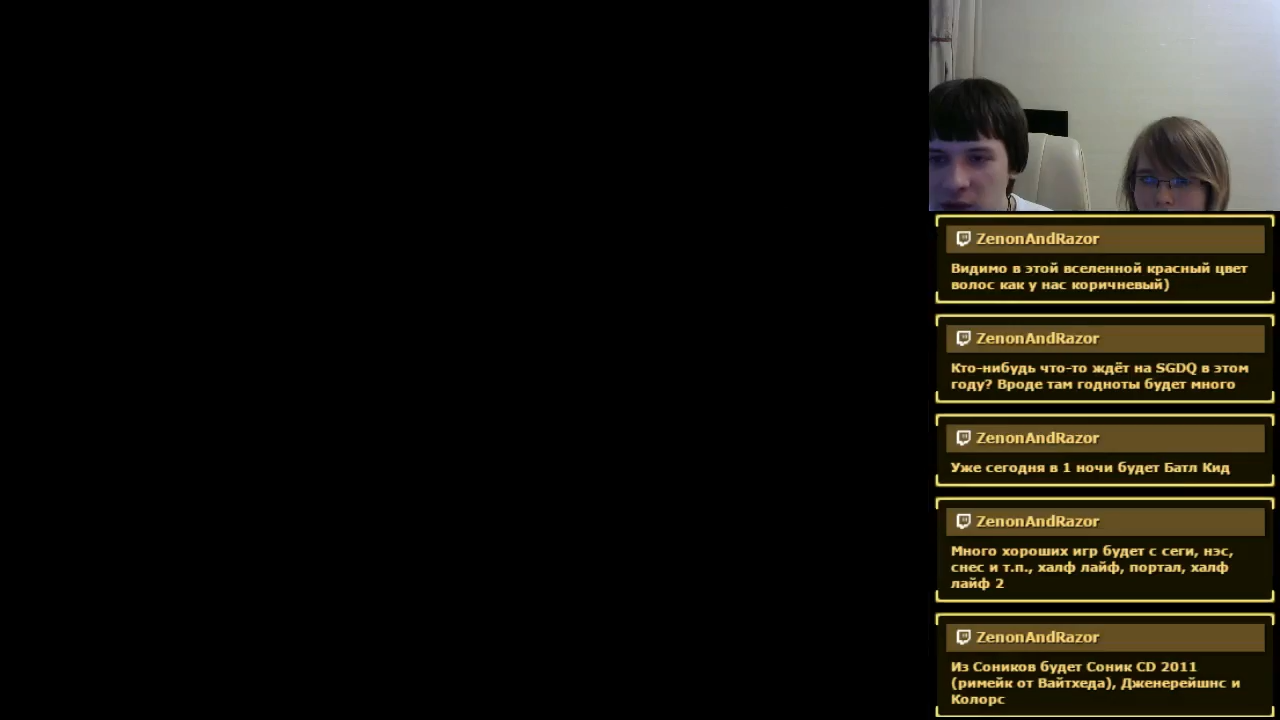 ZenonAndRazor
Видимо в этой вселенной красный цвет
волос как у нас коричневый)
ZenonAndRazor
Кто-нибудь что-то ждёт на SGDQ в этом
году? Вроде там годноты будет много
ZenonAndRazor
Уже сегодня в 1 ночи будет Батл Кид
ZenonAndRazor
Много хороших игр будет с сеги, нэс,
снес и т.п., халф лайф, портал, халф
лайф 2
ZenonAndRazor
Из Соников будет Соник CD 2011
(римейк от Вайтхеда), Дженерейшнс и
Колорс